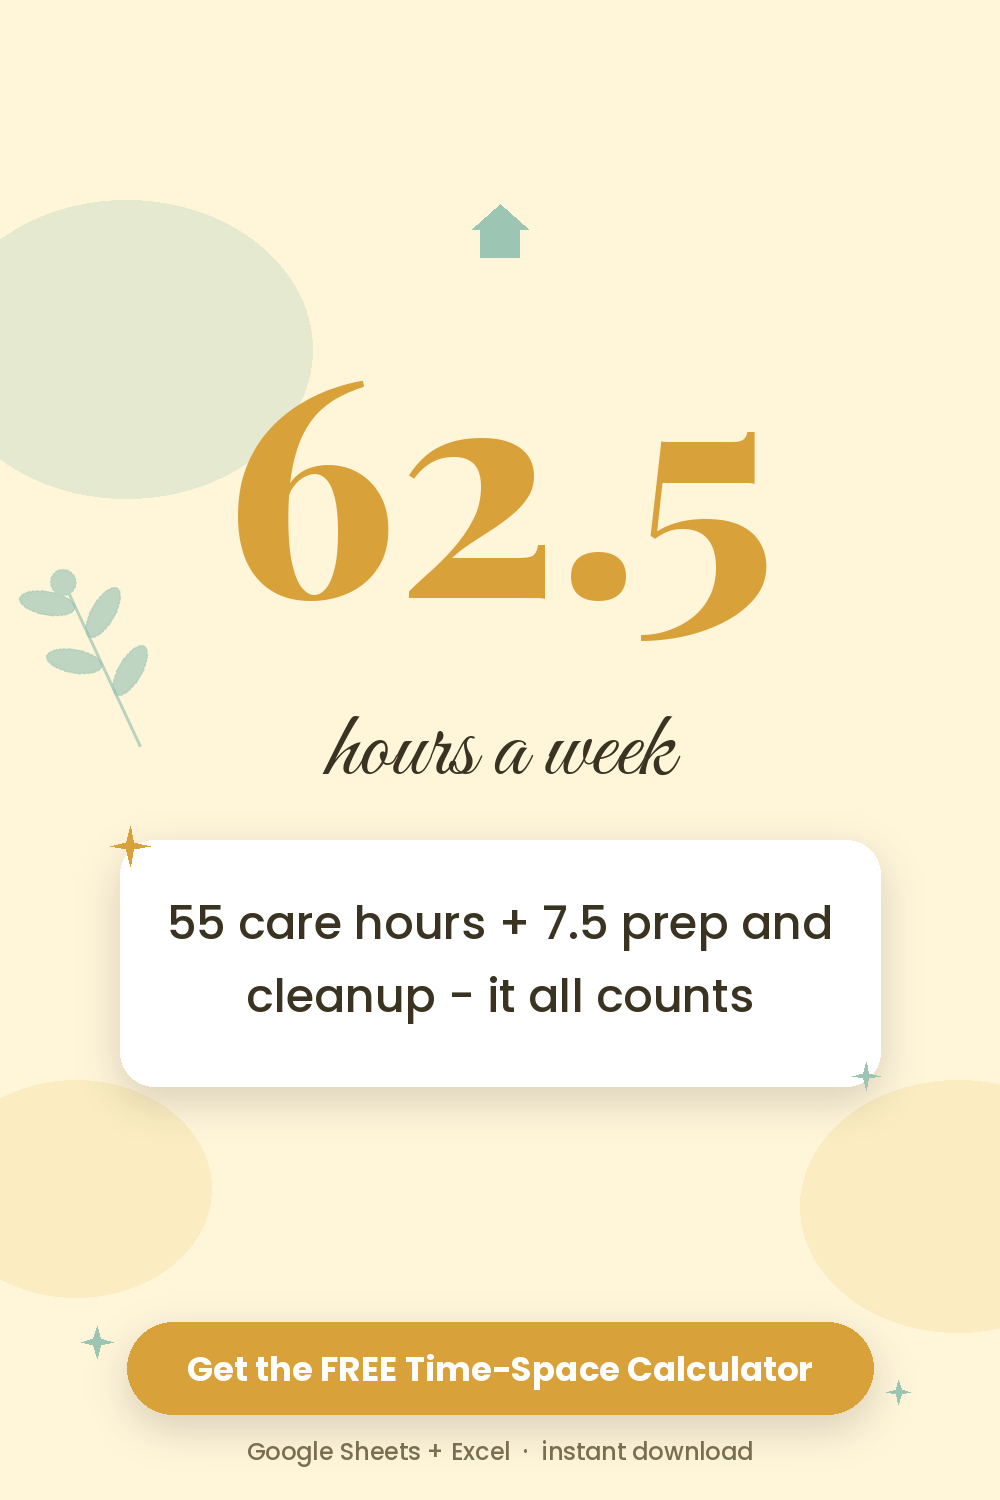 62.5
hours a week
55 care hours + 7.5 prep and
cleanup - it all counts
Get the FREE Time-Space Calculator
Google Sheets + Excel · instant download